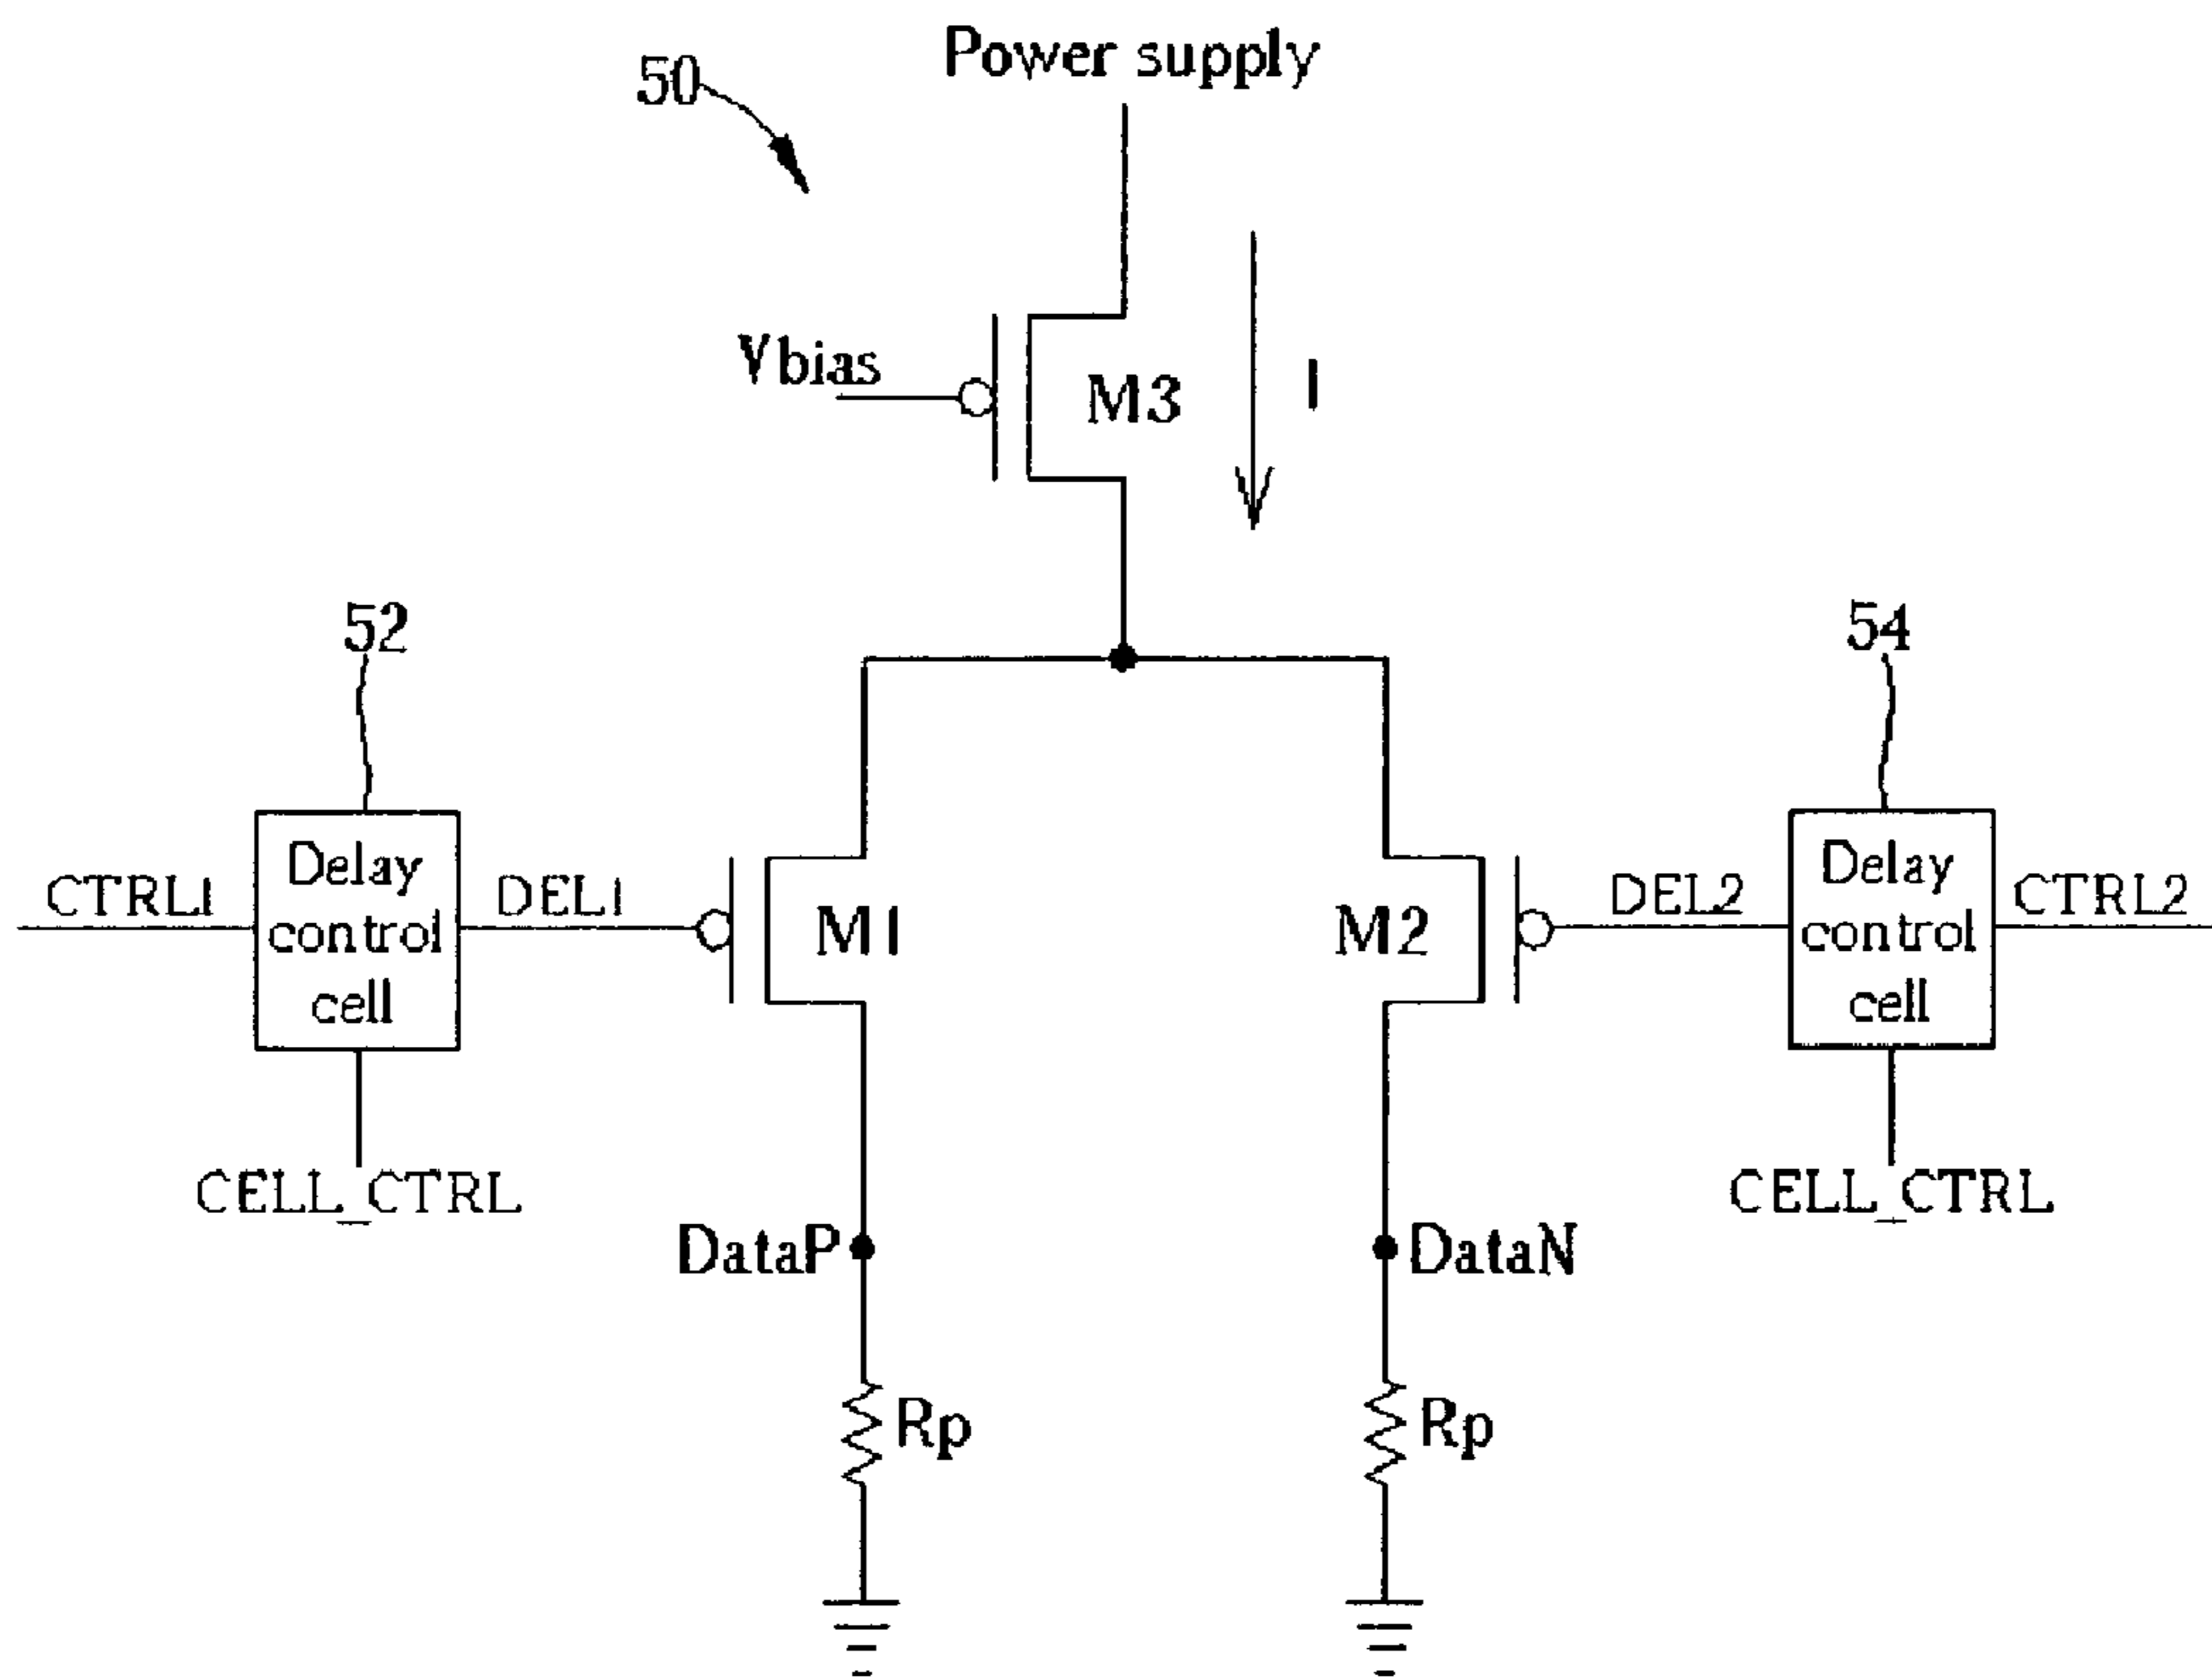 Power supply
50
Vbias
M3
I
52
54
CTRL1
Delay
control
cell
DEL1
M1
M2
DEL2
Delay
control
cell
CTRL2
CELL_CTRL
CELL_CTRL
DataP
DataN
Rp
Rp